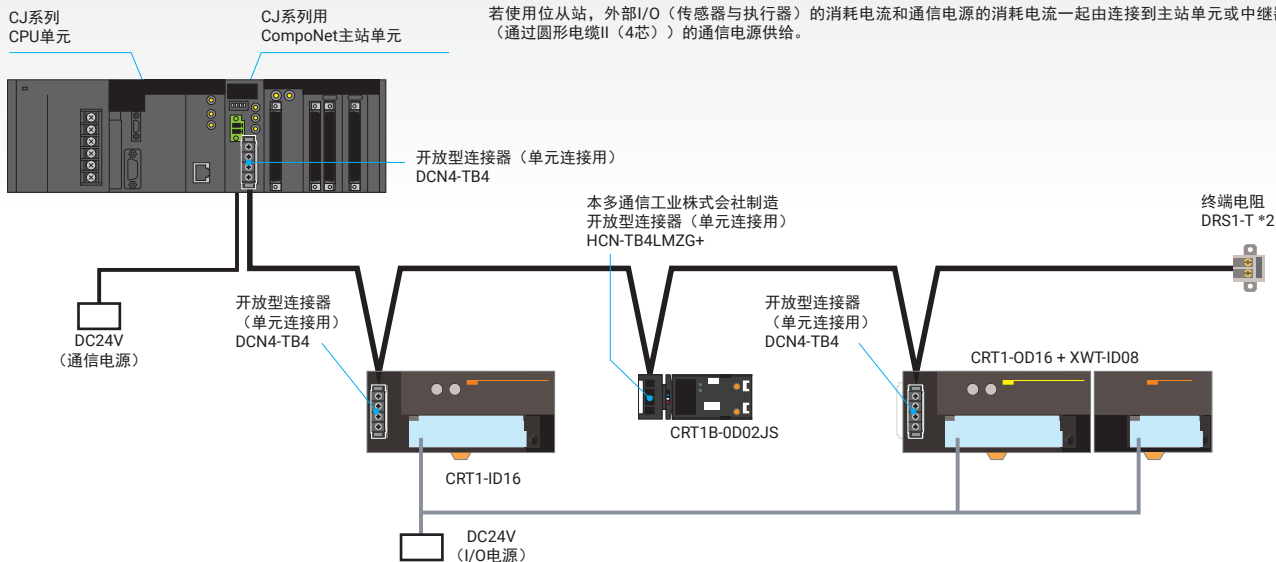 CJ系列
CPU单元
CJ系列用
CompoNet主站单元
若使用位从站，外部I/O（传感器与执行器）的消耗电流和通信电源的消耗电流一起由连接到主站单元或中继
（通过圆形电缆II（4芯））的通信电源供给。
开放型连接器（单元连接用）
DCN4-TB4
本多通信工业株式会社制造
开放型连接器（单元连接用）
HCN-TB4LMZG+
终端电阻
DRS1-T *2
DC24V
（通信电源）
开放型连接器
（单元连接用）
DCN4-TB4
开放型连接器
（单元连接用）
DCN4-TB4
CRT1-OD16 + XWT-ID08
CRT1B-0D02JS
CRT1-ID16
DC24V
（I/O电源）